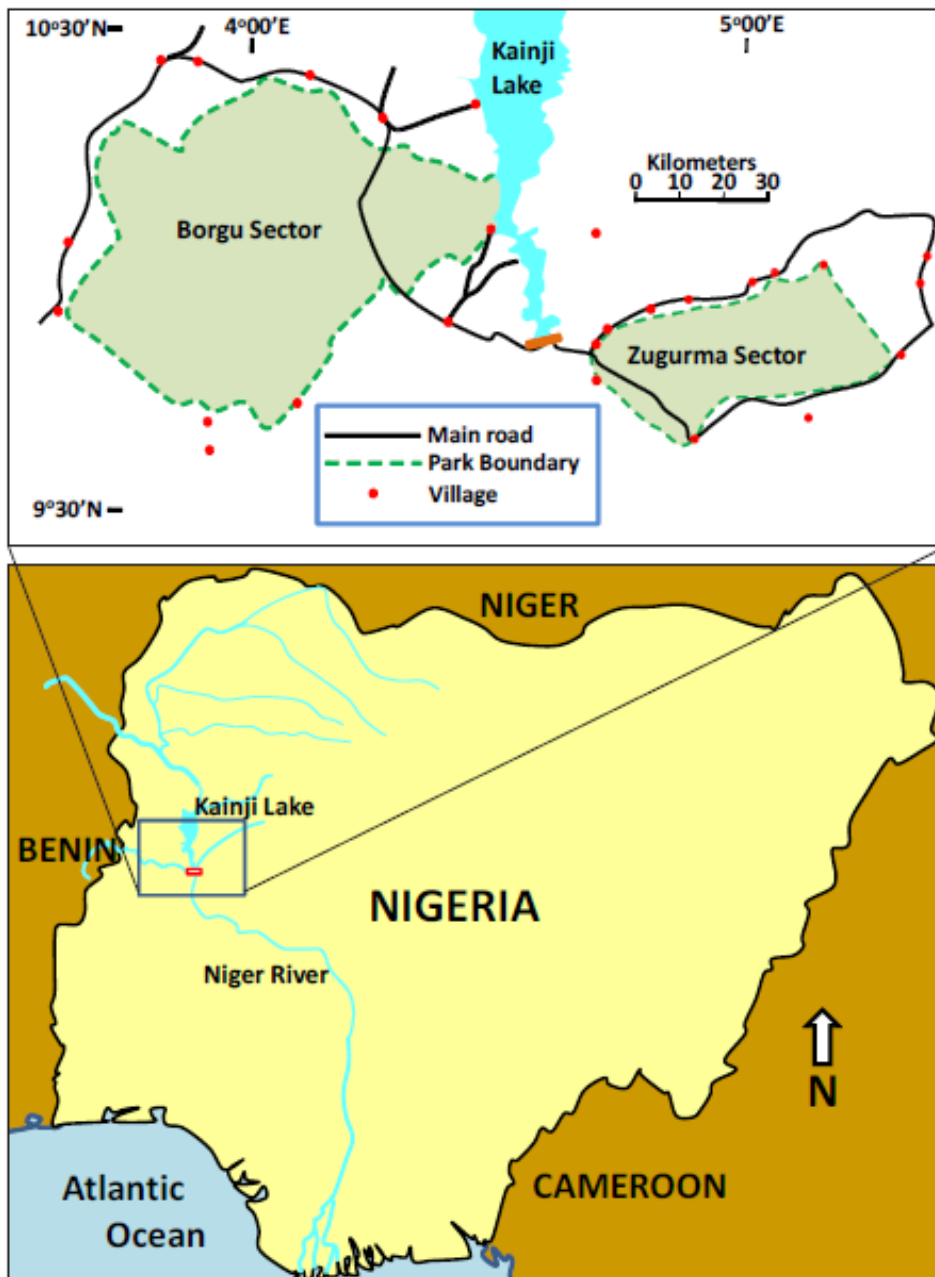 10°30'N
4°00'E
5°00'E
Kainji
Lake
Kilometers
0 10 20 30
Borgu Sector
Zugurma Sector
Main road
Park Boundary
Village
9°30'N
NIGER
Kainji Lake
BENIN
NIGERIA
Niger River
N
Atlantic
Ocean
CAMEROON